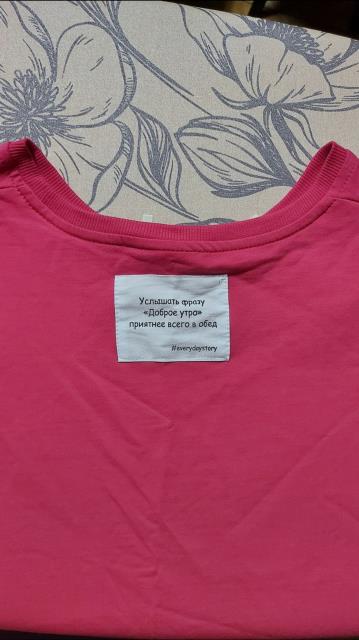 Услышать фразу
«Доброе утро»
приятнее всего в обед
#everydaystory